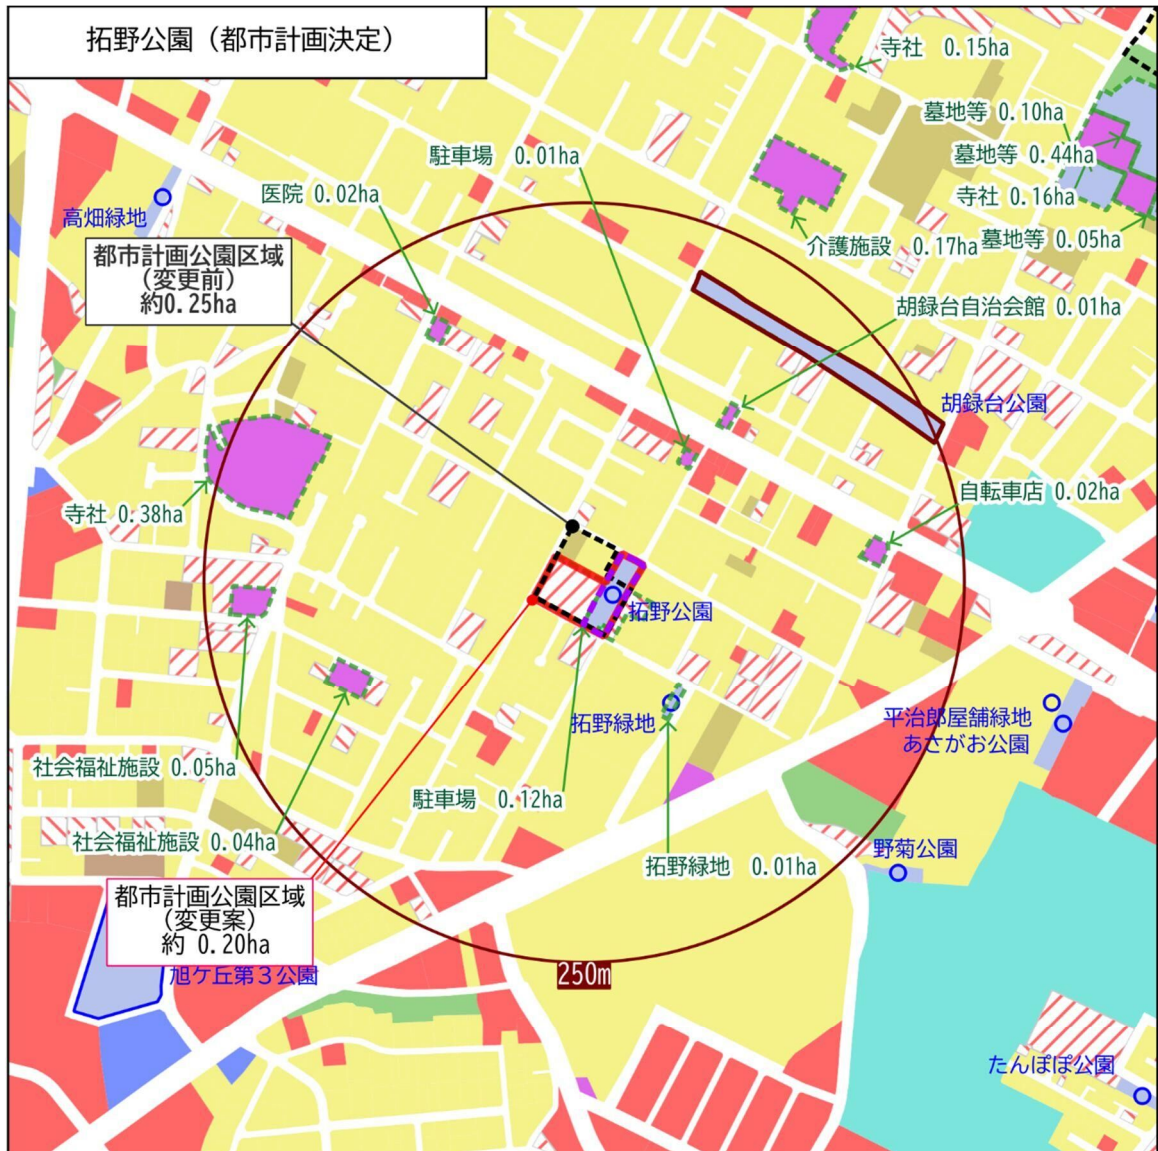 拓野公園（都市計画決定）
寺社　0.15ha
墓地等 0.10ha
駐車場　0.01ha
墓地等 0.44ha
医院 0.02ha
寺社 0.16ha
高畑緑地
墓地等 0.05ha
介護施設　0.17ha
都市計画公園区域
（変更前）
約0.25ha
胡録台自治会館 0.01ha
胡録台公園
自転車店 0.02ha
寺社 0.38ha
拓野公園
拓野緑地
平治郎屋舗緑地
あさがお公園
社会福祉施設 0.05ha
駐車場　0.12ha
社会福祉施設 0.04ha
野菊公園
拓野緑地　0.01ha
都市計画公園区域
（変更案）
約 0.20ha
旭ケ丘第３公園
250m
たんぽぽ公園